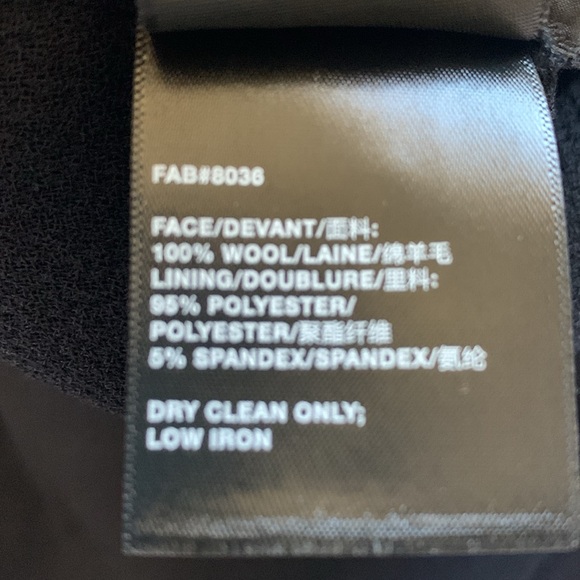 FAB#8036
FACE/DEVANT/面料:
100% WOOL/LAINE/绵羊毛
LINING/DOUBLURE/里料:
95% POLYESTER/
POLYESTER/聚酯纤维
5% SPANDEX/SPANDEX/氨纶
DRY CLEAN ONLY;
LOW IRON